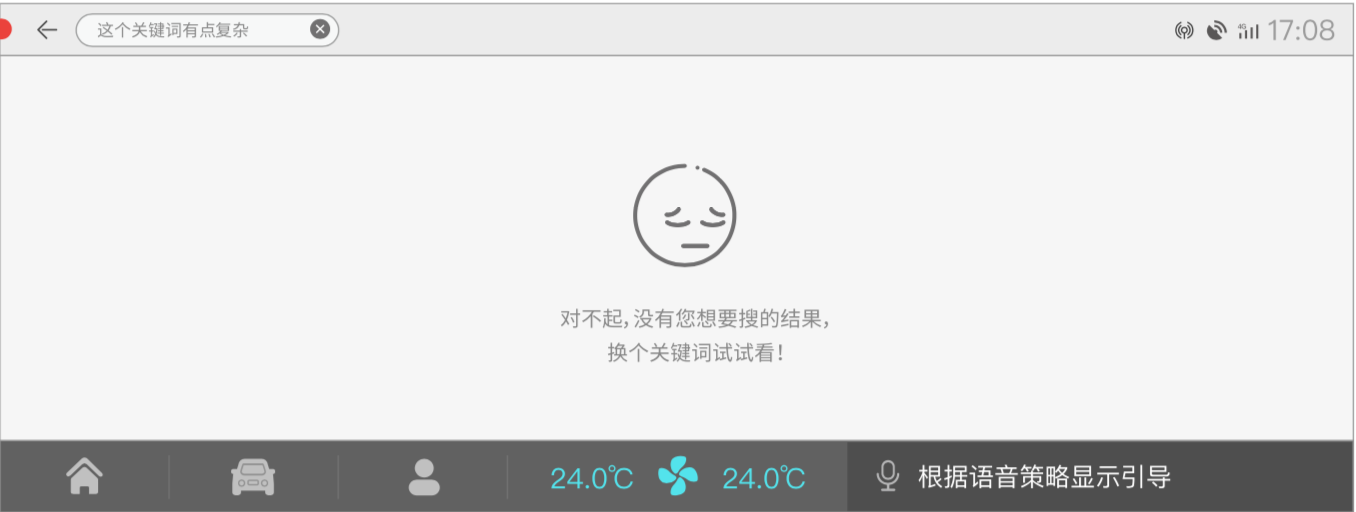 这个关键词有点复杂
4G
17:08
对不起,没有您想要搜的结果,
换个关键词试试看!
24.0℃
24.0℃
根据语音策略显示引导